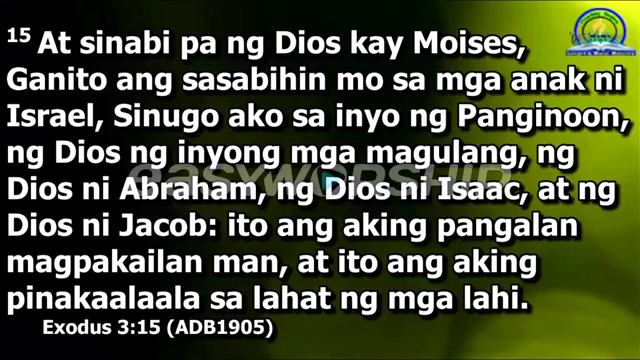 15 At sinabi pa ng Dios kay Moises,
Ganito ang sasabihin mo sa mga anak ni
Israel, Sinugo ako sa inyo ng Panginoon,
ng Dios ng inyong mga magulang, ng
Dios ni Abraham, ng Dios ni Isaac, at ng
Dios ni Jacob: ito ang aking pangalan
magpakailan man, at ito ang aking
pinakaalaala sa lahat ng mga lahi.
Exodus 3:15 (ADB1905)
easyworship